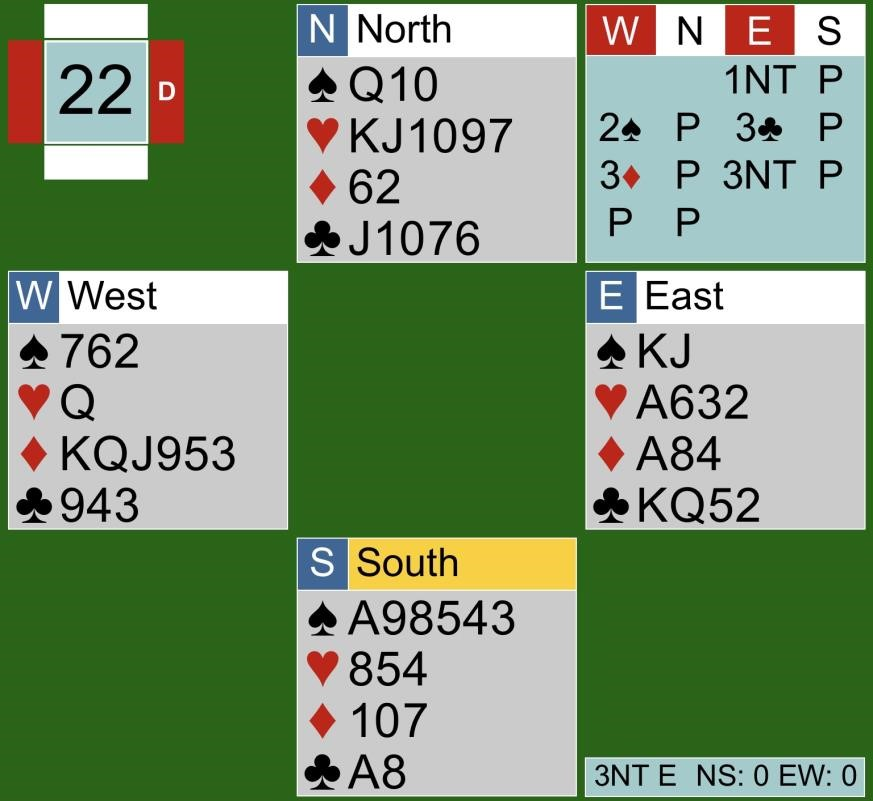 22 D
N North
♠ Q10
♥ KJ1097
♦ 62
♣ J1076
W N E S
1NT P
2♠ P 3♣ P
3♦ P 3NT P
P P
W West
♠ 762
♥ Q
♦ KQJ953
♣ 943
E East
♠ KJ
♥ A632
♦ A84
♣ KQ52
S South
♠ A98543
♥ 854
♦ 107
♣ A8
3NT E NS: 0 EW: 0